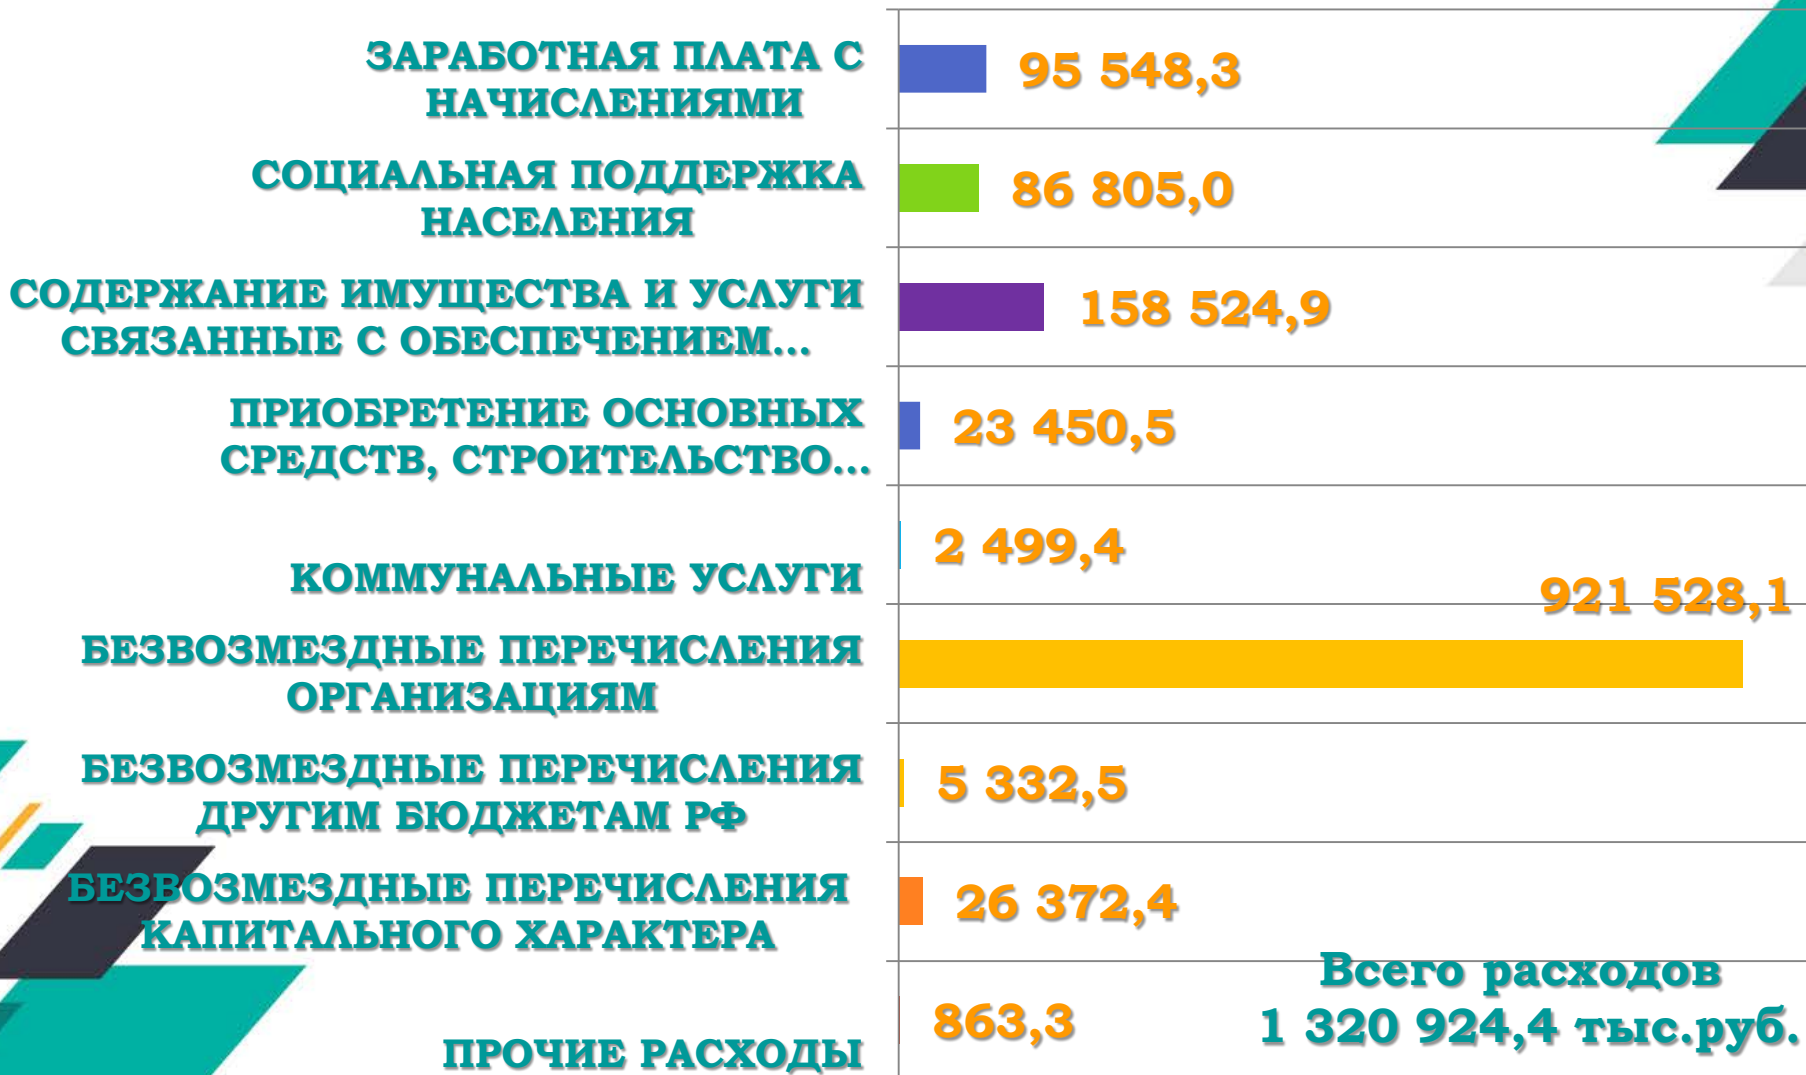 ЗАРАБОТНАЯ ПЛАТА С
НАЧИСЛЕНИЯМИ
95 548,3
СОЦИАЛЬНАЯ ПОДДЕРЖКА
НАСЕЛЕНИЯ
86 805,0
СОДЕРЖАНИЕ ИМУЩЕСТВА И УСЛУГИ
СВЯЗАННЫЕ С ОБЕСПЕЧЕНИЕМ...
158 524,9
ПРИОБРЕТЕНИЕ ОСНОВНЫХ
СРЕДСТВ, СТРОИТЕЛЬСТВО...
23 450,5
КОММУНАЛЬНЫЕ УСЛУГИ
2 499,4
БЕЗВОЗМЕЗДНЫЕ ПЕРЕЧИСЛЕНИЯ
ОРГАНИЗАЦИЯМ
921 528,1
БЕЗВОЗМЕЗДНЫЕ ПЕРЕЧИСЛЕНИЯ
ДРУГИМ БЮДЖЕТАМ РФ
5 332,5
БЕЗВОЗМЕЗДНЫЕ ПЕРЕЧИСЛЕНИЯ
КАПИТАЛЬНОГО ХАРАКТЕРА
26 372,4
ПРОЧИЕ РАСХОДЫ
863,3
Всего расходов
1 320 924,4 тыс.руб.